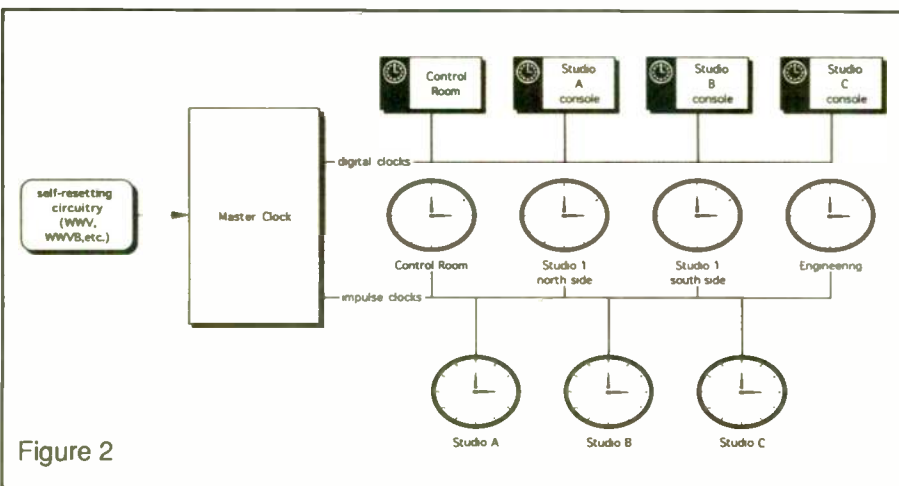 Control
Room
Studio
A
console
Studio
B
console
Studio
C
console
digital clocks
self-resetting
circuitry
(WWV,
WWVB,etc.)
Master Clock
Control Room
Studio 1
north side
Studio 1
south side
Engineering
impulse clocks
Studio A
Studio B
Studio C
Figure 2